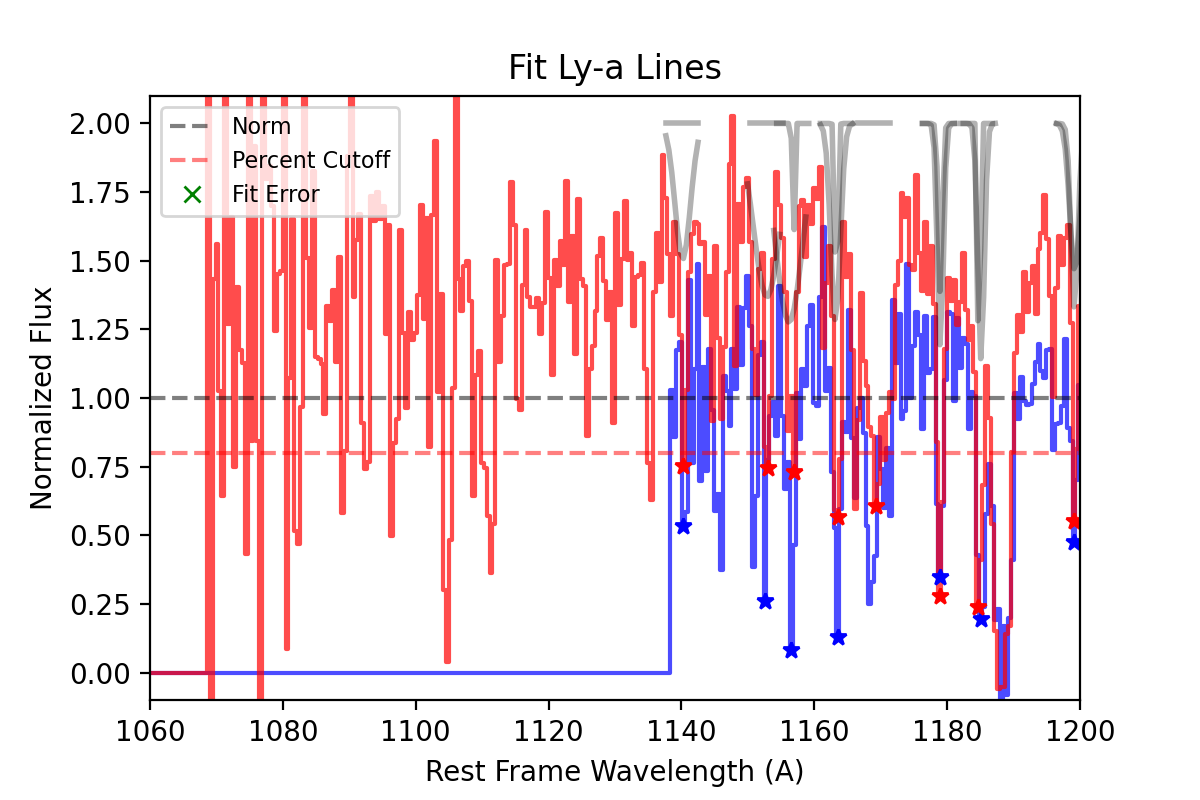 Fit Ly-a Lines
2.00
1.75
1.50
1.25
1.00
0.75
0.50
0.25
0.00
Normalized Flux
Norm
Percent Cutoff
Fit Error
1060
1080
1100
1120
1140
1160
1180
1200
Rest Frame Wavelength (A)